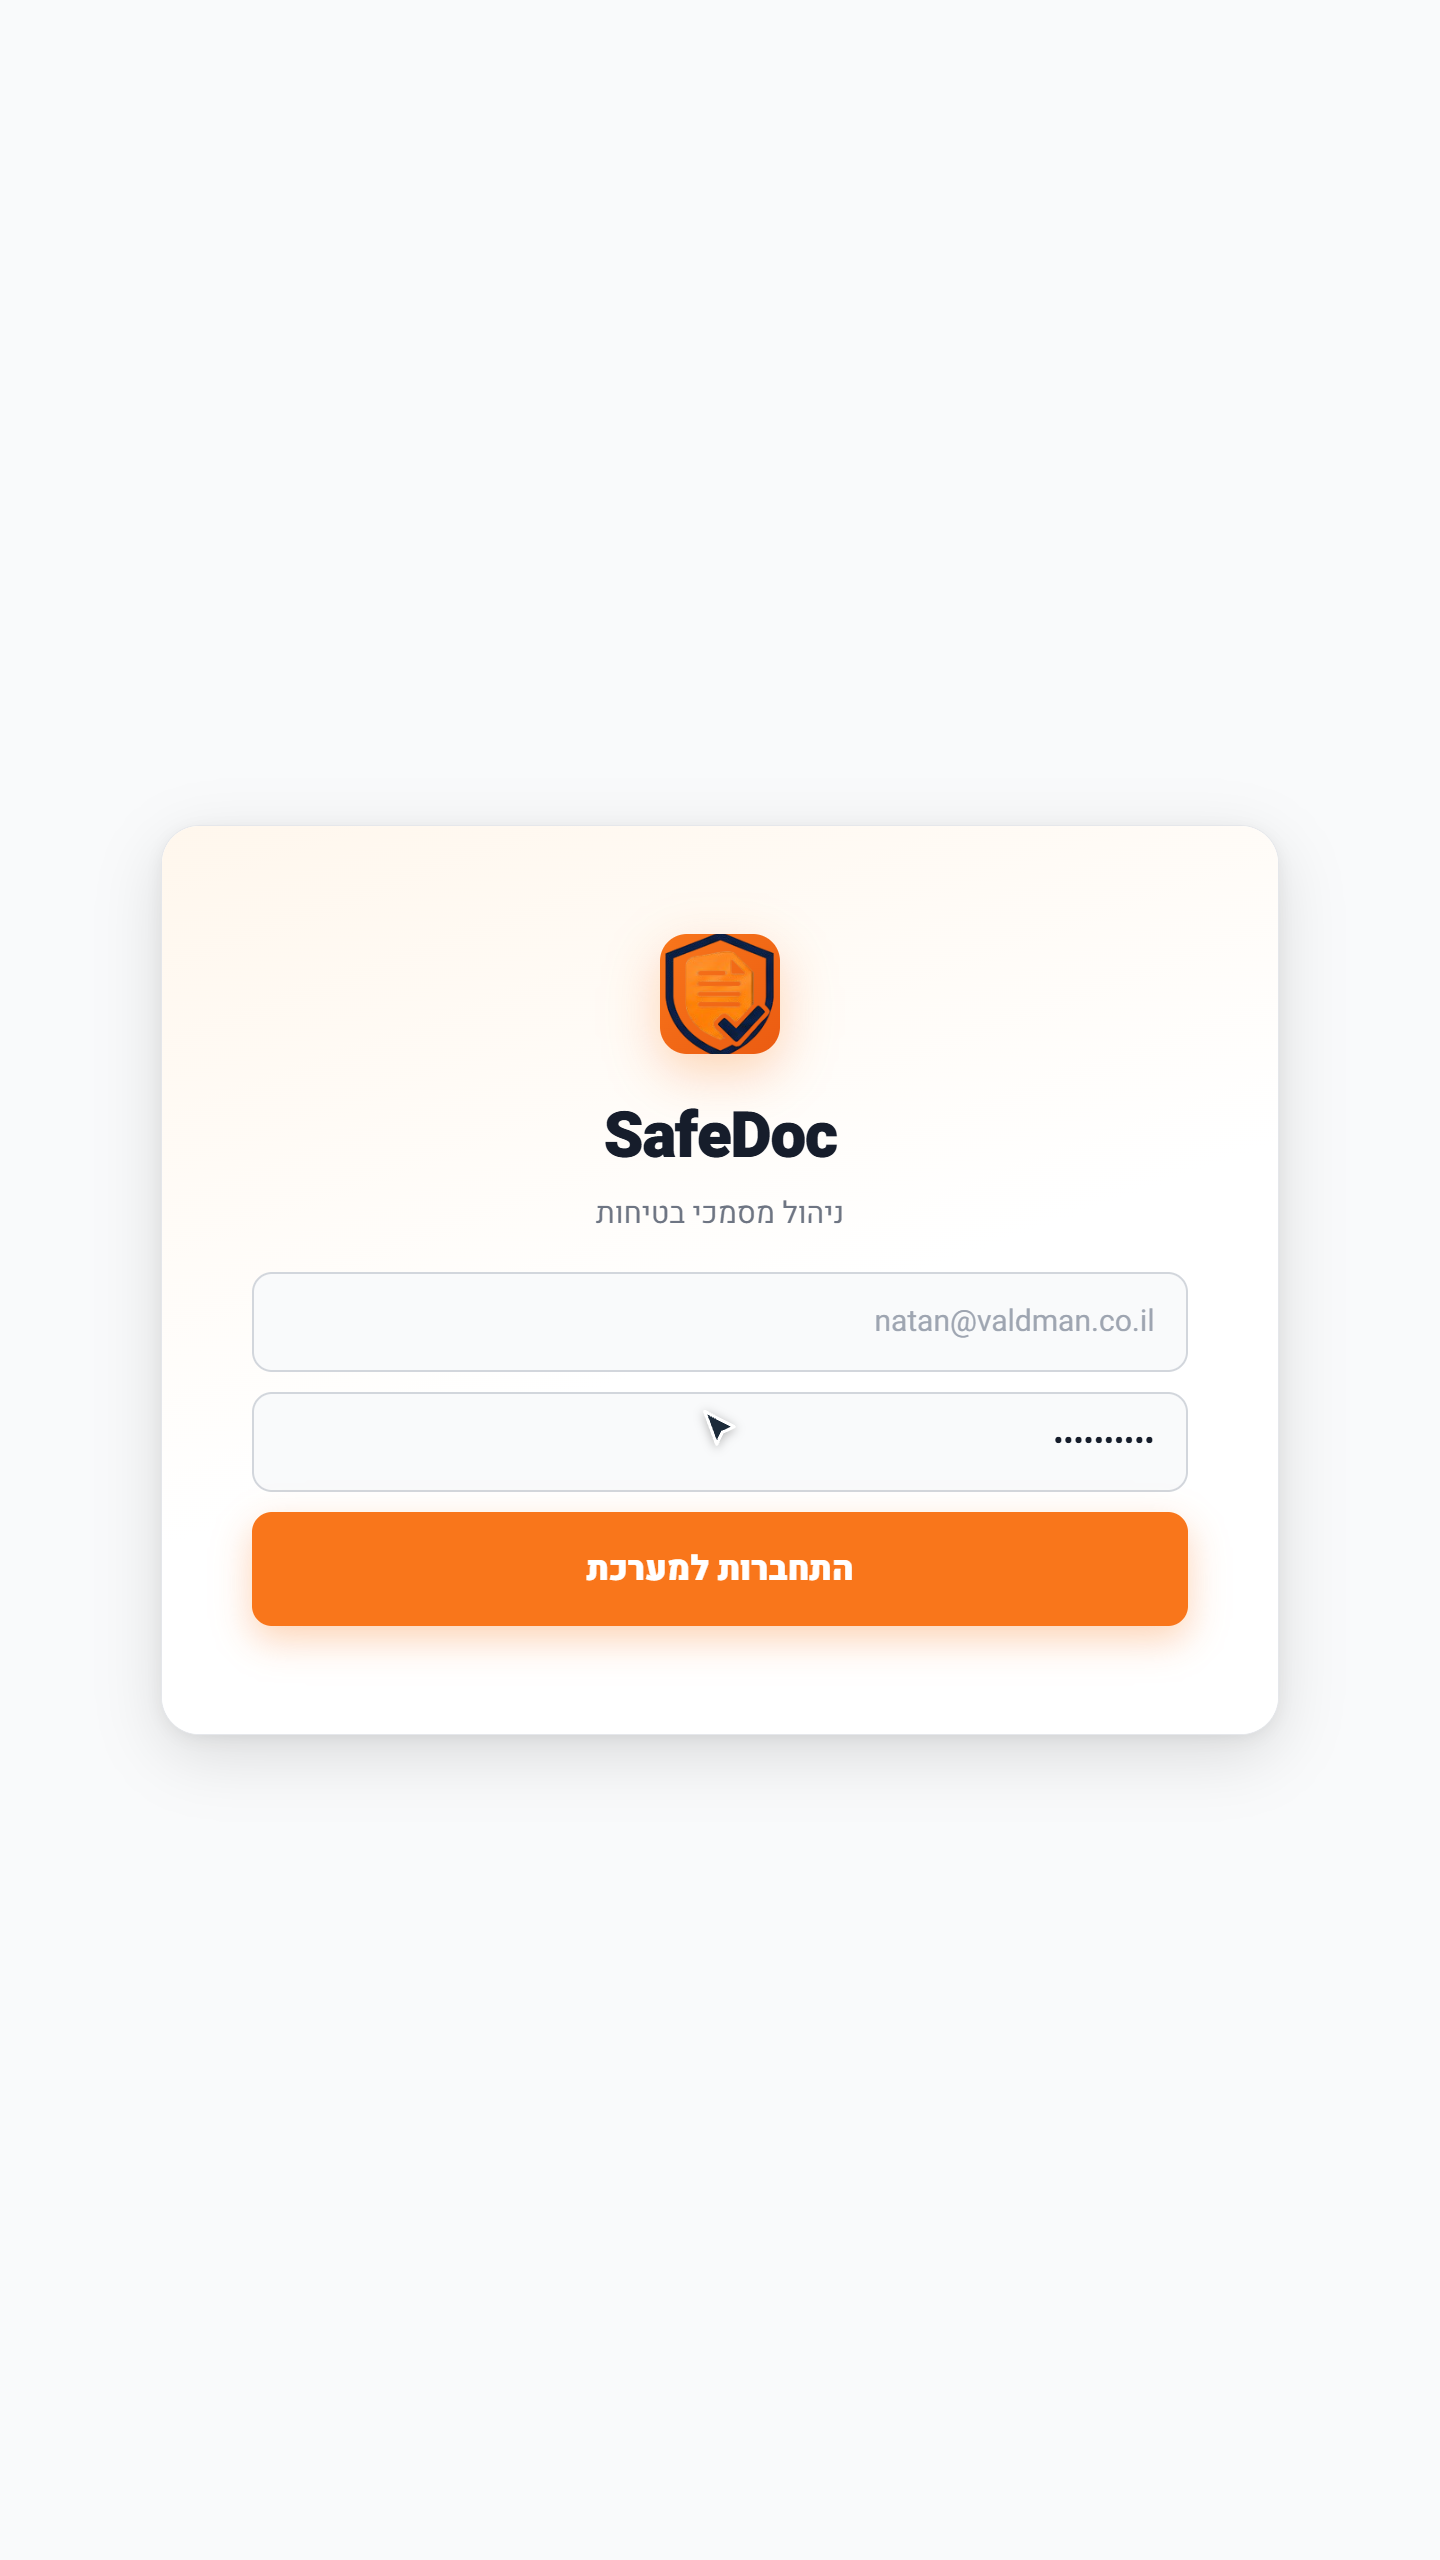 SafeDoc
ניהול מסמכי בטיחות
natan@valdman.co.il
••••••••••
התחברות למערכת